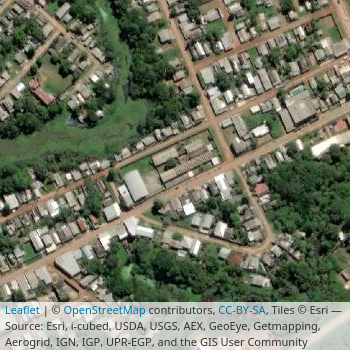 Leaflet | © OpenStreetMap contributors, CC-BY-SA, Tiles © Esri —
Source: Esri, i-cubed, USDA, USGS, AEX, GeoEye, Getmapping,
Aerogrid, IGN, IGP, UPR-EGP, and the GIS User Community